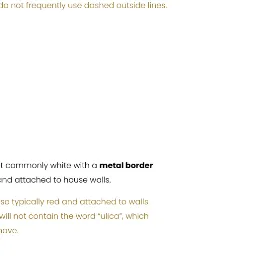 do not frequently use dashed outside lines.
t commonly white with a metal border
and attached to house walls.
so typically red and attached to walls
will not contain the word “ulica”, which
have.